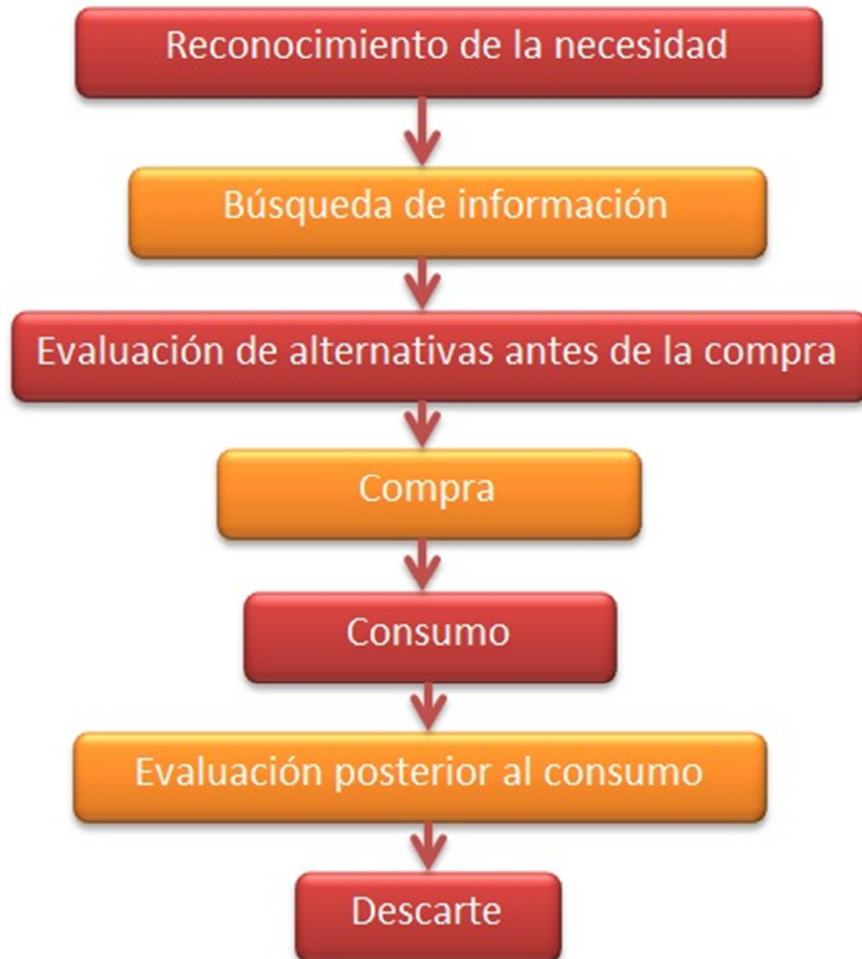 Reconocimiento de la necesidad
Búsqueda de información
Evaluación de alternativas antes de la compra
Compra
Consumo
Evaluación posterior al consumo
Descarte